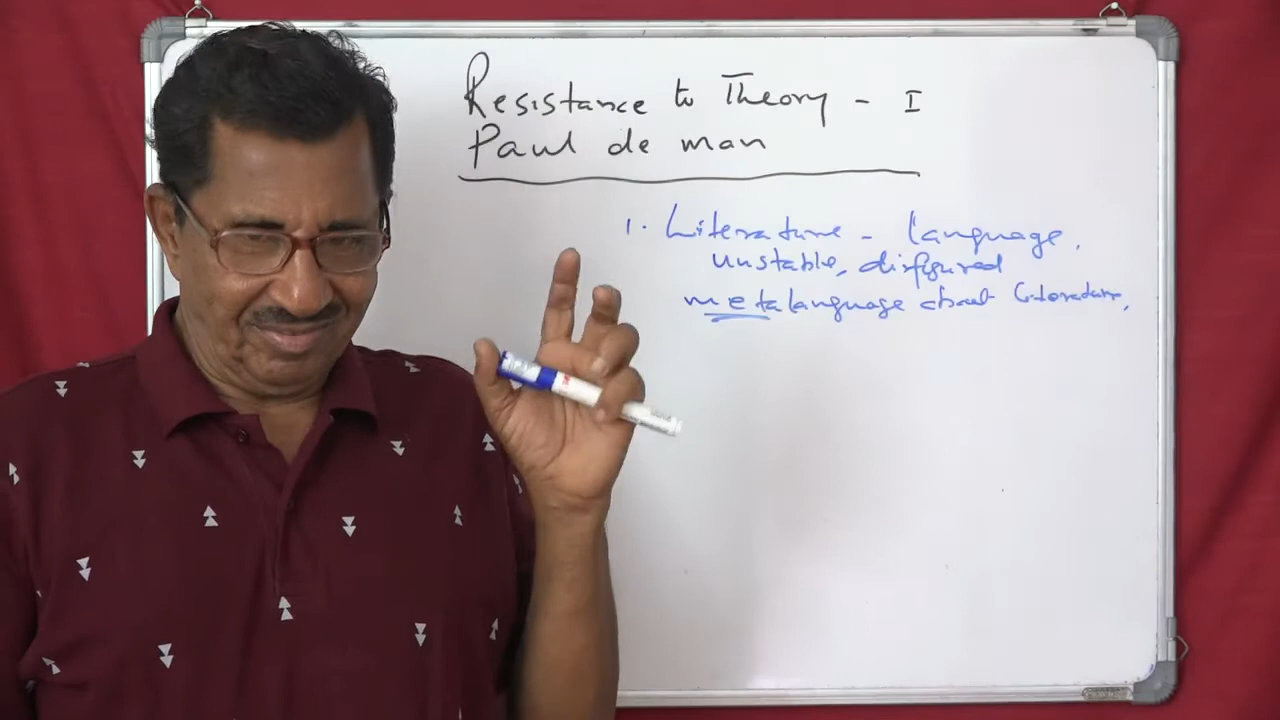 Resistance to Theory - I
Paul de man
1. Literature - language.
unstable, disfigured
metalanguage about literature,